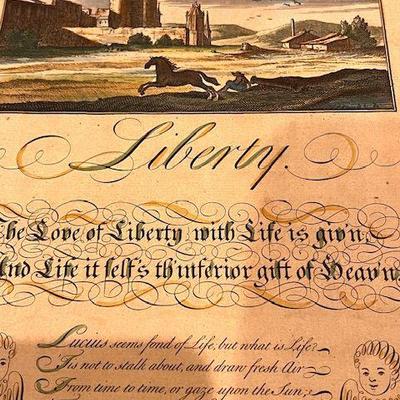 Liberty.
The Love of Liberty with Life is giv'n,
And Life it self's th'inferior gift of Heav'n.
Lucius seems fond of Life, but what is Life?
Tis not to stalk about, and draw fresh Air
From time to time, or gaze upon the Sun;